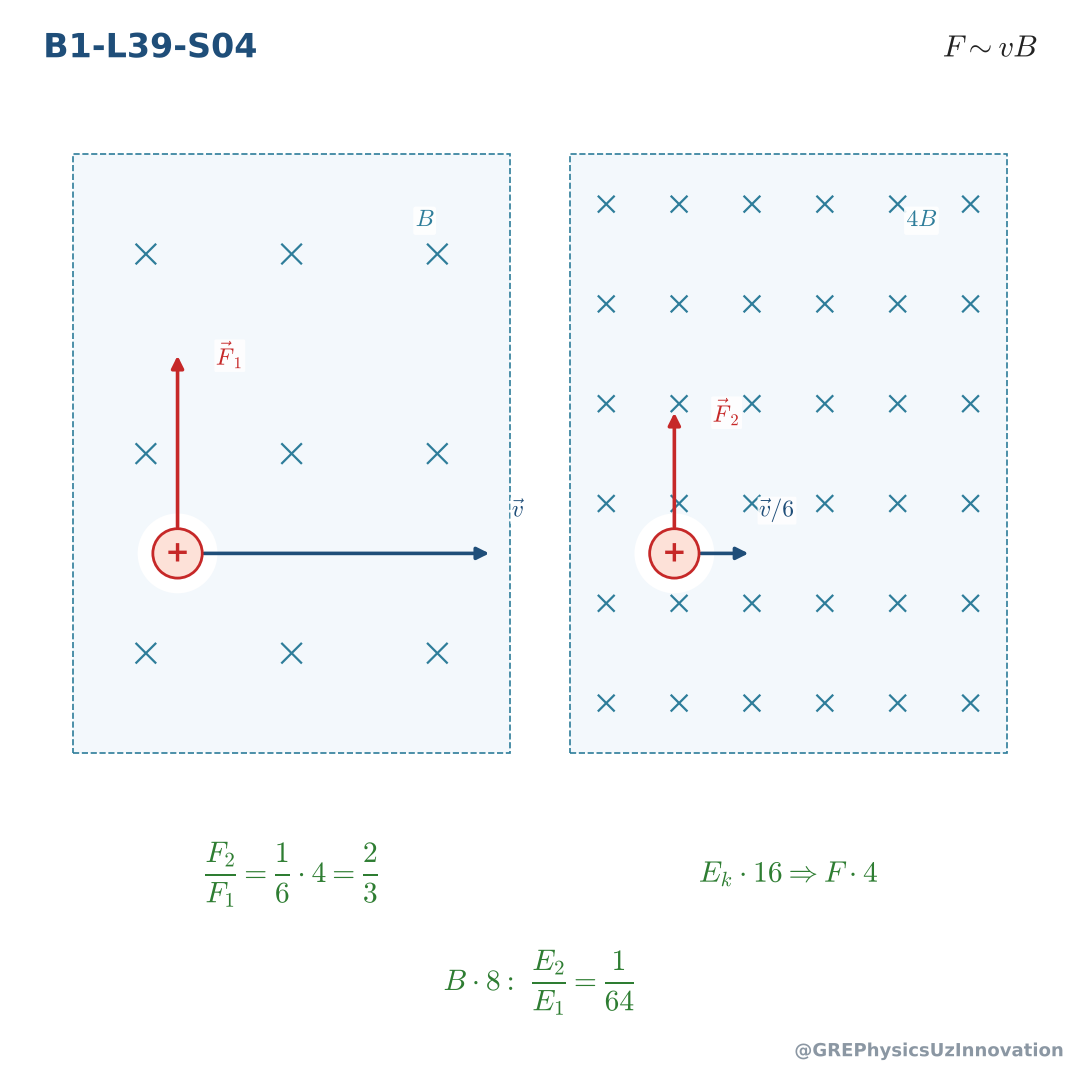 B1-L39-S04
F ~ vB
B
4B
F⃗₁
F⃗₂
v⃗
v⃗/6
+
+
F₂/F₁ = 1/6 · 4 = 2/3
E_k · 16 ⇒ F · 4
B · 8 : E₂/E₁ = 1/64
@GREPhysicsUzInnovation